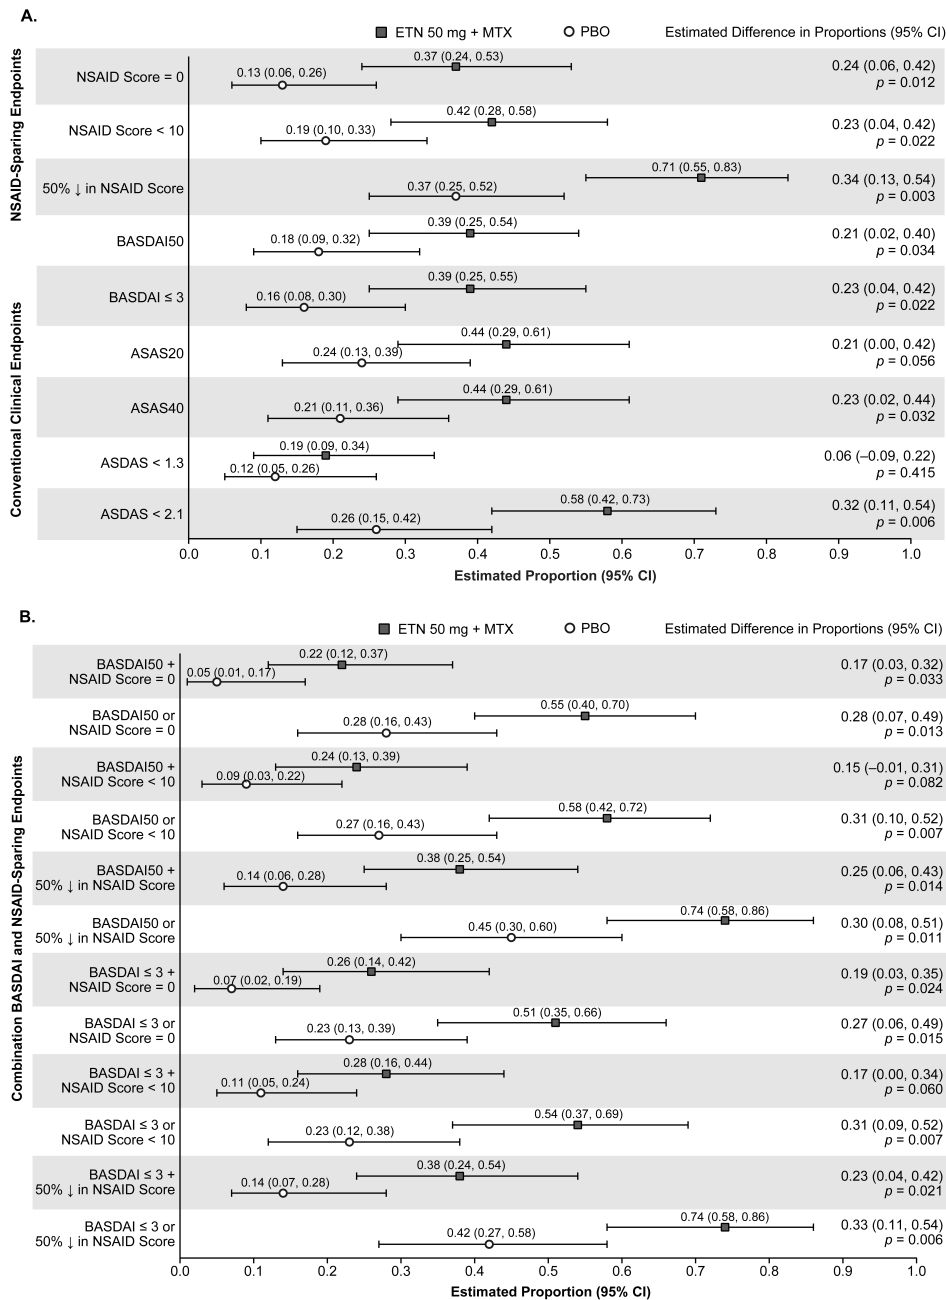 A.
ETN 50 mg + MTX PBO Estimated Difference in Proportions (95% CI)
NSAID-Sparing Endpoints
0.37 (0.24, 0.53)
NSAID Score = 0 0.13 (0.06, 0.26) 0.24 (0.06, 0.42)
p = 0.012
0.42 (0.28, 0.58)
NSAID Score < 10 0.19 (0.10, 0.33) 0.23 (0.04, 0.42)
p = 0.022
0.71 (0.55, 0.83)
50% ↓ in NSAID Score 0.37 (0.25, 0.52) 0.34 (0.13, 0.54)
p = 0.003
Conventional Clinical Endpoints
0.39 (0.25, 0.54)
BASDAI50 0.18 (0.09, 0.32) 0.21 (0.02, 0.40)
p = 0.034
0.39 (0.25, 0.55)
BASDAI ≤ 3 0.16 (0.08, 0.30) 0.23 (0.04, 0.42)
p = 0.022
0.44 (0.29, 0.61)
ASAS20 0.24 (0.13, 0.39) 0.21 (0.00, 0.42)
p = 0.056
0.44 (0.29, 0.61)
ASAS40 0.21 (0.11, 0.36) 0.23 (0.02, 0.44)
p = 0.032
0.19 (0.09, 0.34)
ASDAS < 1.3 0.12 (0.05, 0.26) 0.06 (–0.09, 0.22)
p = 0.415
0.58 (0.42, 0.73)
ASDAS < 2.1 0.26 (0.15, 0.42) 0.32 (0.11, 0.54)
p = 0.006
0.0 0.1 0.2 0.3 0.4 0.5 0.6 0.7 0.8 0.9 1.0
Estimated Proportion (95% CI)
B.
ETN 50 mg + MTX PBO Estimated Difference in Proportions (95% CI)
Combination BASDAI and NSAID-Sparing Endpoints
BASDAI50 + 0.22 (0.12, 0.37) 0.17 (0.03, 0.32)
NSAID Score = 0 0.05 (0.01, 0.17) p = 0.033
BASDAI50 or 0.55 (0.40, 0.70) 0.28 (0.07, 0.49)
NSAID Score = 0 0.28 (0.16, 0.43) p = 0.013
BASDAI50 + 0.24 (0.13, 0.39) 0.15 (–0.01, 0.31)
NSAID Score < 10 0.09 (0.03, 0.22) p = 0.082
BASDAI50 or 0.58 (0.42, 0.72) 0.31 (0.10, 0.52)
NSAID Score < 10 0.27 (0.16, 0.43) p = 0.007
BASDAI50 + 0.38 (0.25, 0.54) 0.25 (0.06, 0.43)
50% ↓ in NSAID Score 0.14 (0.06, 0.28) p = 0.014
BASDAI50 or 0.74 (0.58, 0.86) 0.30 (0.08, 0.51)
50% ↓ in NSAID Score 0.45 (0.30, 0.60) p = 0.011
BASDAI ≤ 3 + 0.26 (0.14, 0.42) 0.19 (0.03, 0.35)
NSAID Score = 0 0.07 (0.02, 0.19) p = 0.024
BASDAI ≤ 3 or 0.51 (0.35, 0.66) 0.27 (0.06, 0.49)
NSAID Score = 0 0.23 (0.13, 0.39) p = 0.015
BASDAI ≤ 3 + 0.28 (0.16, 0.44) 0.17 (0.00, 0.34)
NSAID Score < 10 0.11 (0.05, 0.24) p = 0.060
BASDAI ≤ 3 or 0.54 (0.37, 0.69) 0.31 (0.09, 0.52)
NSAID Score < 10 0.23 (0.12, 0.38) p = 0.007
BASDAI ≤ 3 + 0.38 (0.24, 0.54) 0.23 (0.04, 0.42)
50% ↓ in NSAID Score 0.14 (0.07, 0.28) p = 0.021
BASDAI ≤ 3 or 0.74 (0.58, 0.86) 0.33 (0.11, 0.54)
50% ↓ in NSAID Score 0.42 (0.27, 0.58) p = 0.006
0.0 0.1 0.2 0.3 0.4 0.5 0.6 0.7 0.8 0.9 1.0
Estimated Proportion (95% CI)